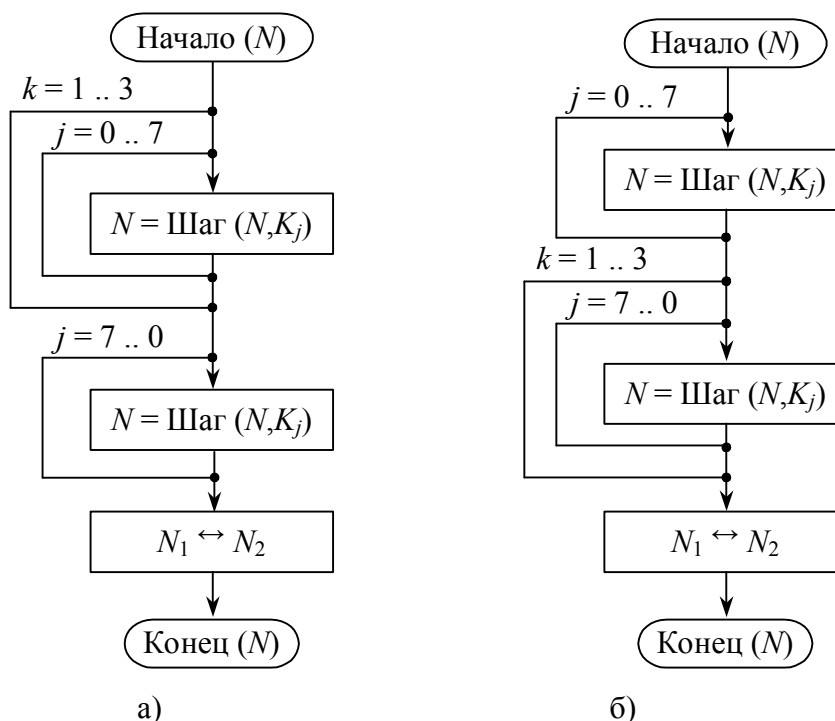 Начало (N)
k = 1 .. 3
j = 0 .. 7
N = Шаг (N,Kj)
j = 7 .. 0
N = Шаг (N,Kj)
N1 ↔ N2
Конец (N)
а)
Начало (N)
j = 0 .. 7
N = Шаг (N,Kj)
k = 1 .. 3
j = 7 .. 0
N = Шаг (N,Kj)
N1 ↔ N2
Конец (N)
б)